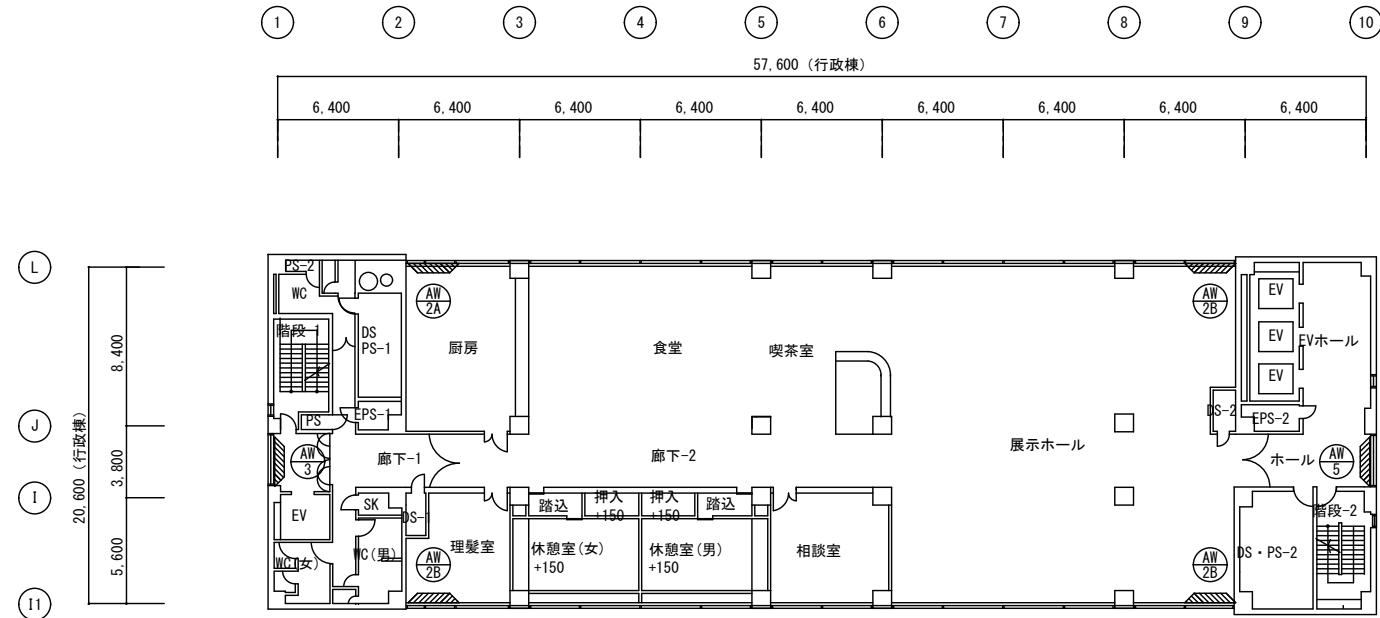 1 2 3 4 5 6 7 8 9 10
57,600 (行政棟)
6,400 6,400 6,400 6,400 6,400 6,400 6,400 6,400 6,400
L
J
I
I1
20,600 (行政棟)
8,400
3,800
5,600
PS-2
WC
階段-1
DS
PS-1
AW
2A
厨房
食堂
喫茶室
AW
2B
EV
EV
EV
EVホール
PS
EPS-1
DS-2
EPS-2
AW
3
廊下-1
廊下-2
展示ホール
ホール
AW
5
EV
SK
DS-1
踏込
押入
+150
押入
+150
踏込
階段-2
WC(女)
WC(男)
理髪室
AW
2B
休憩室(女)
+150
休憩室(男)
+150
相談室
AW
2B
DS・PS-2